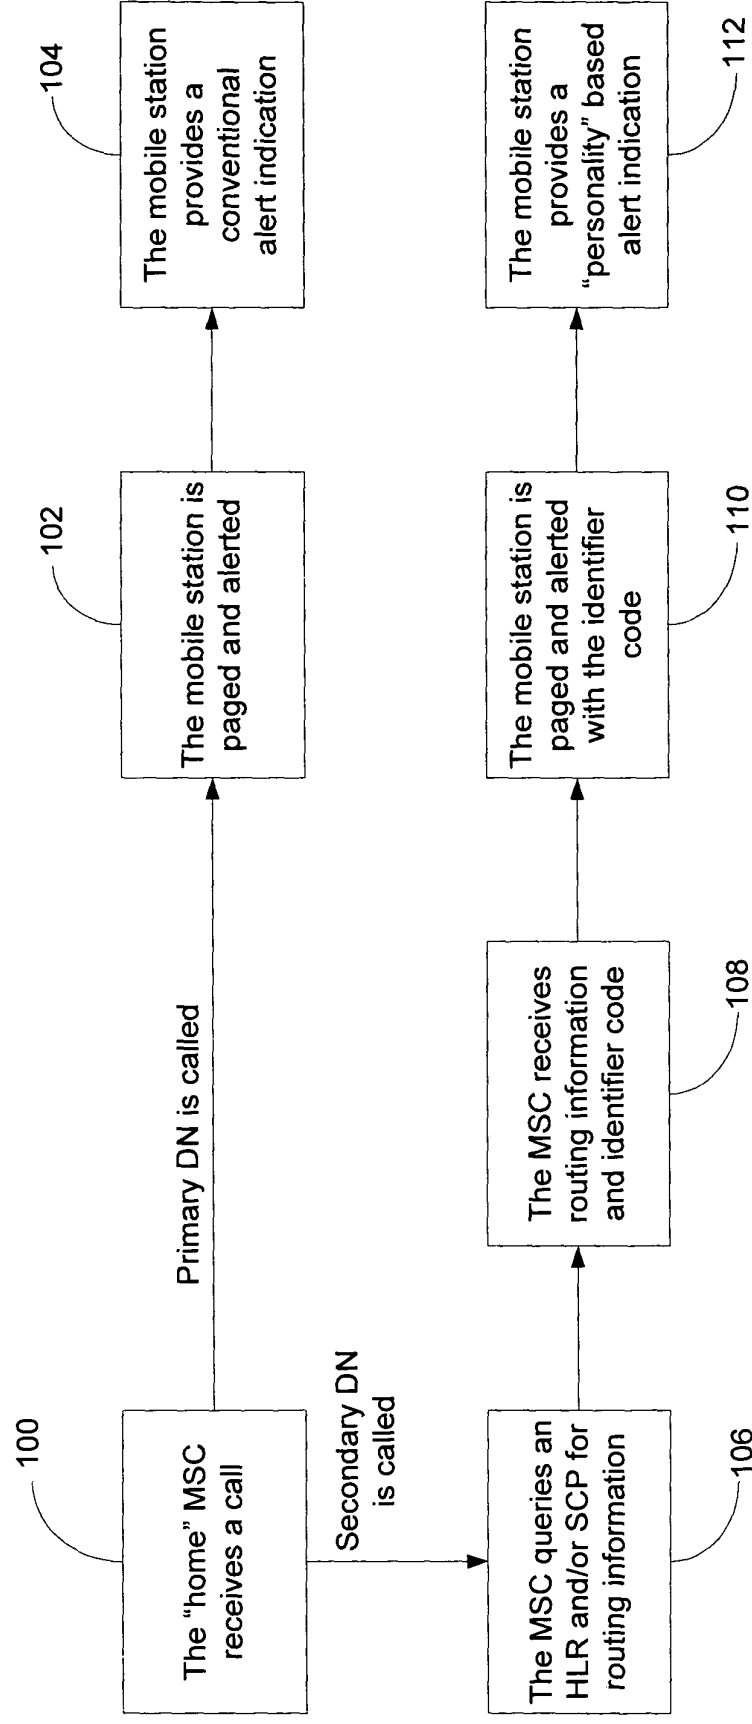 100
The “home” MSC
receives a call
Primary DN is called
102
The mobile station is
paged and alerted
104
The mobile station
provides a
conventional
alert indication
Secondary DN
is called
The MSC queries an
HLR and/or SCP for
routing information
106
The MSC receives
routing information
and identifier code
108
The mobile station is
paged and alerted
with the identifier
code
110
The mobile station
provides a
“personality” based
alert indication
112